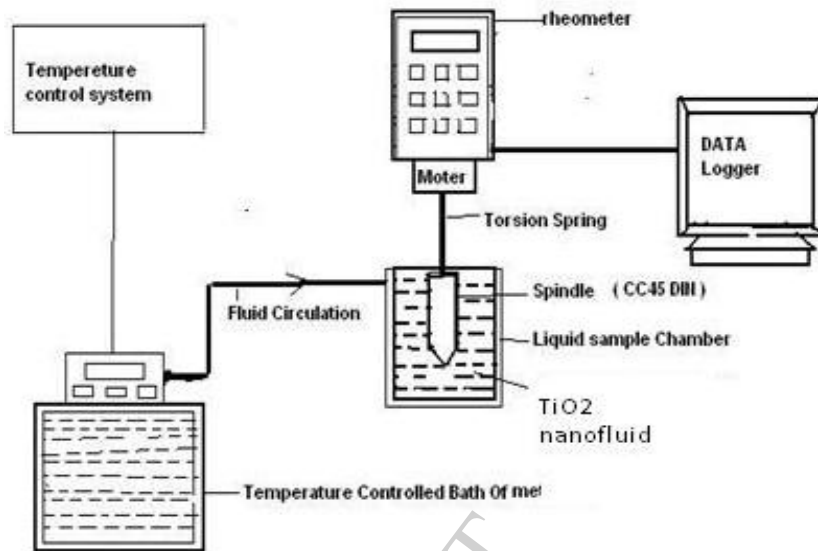 rheometer
Tempereture
control system
DATA
Logger
Moter
Torsion Spring
Spindle ( CC45 DIN )
Fluid Circulation
Liquid sample Chamber
TiO2
nanofluid
Temperature Controlled Bath Of me
T